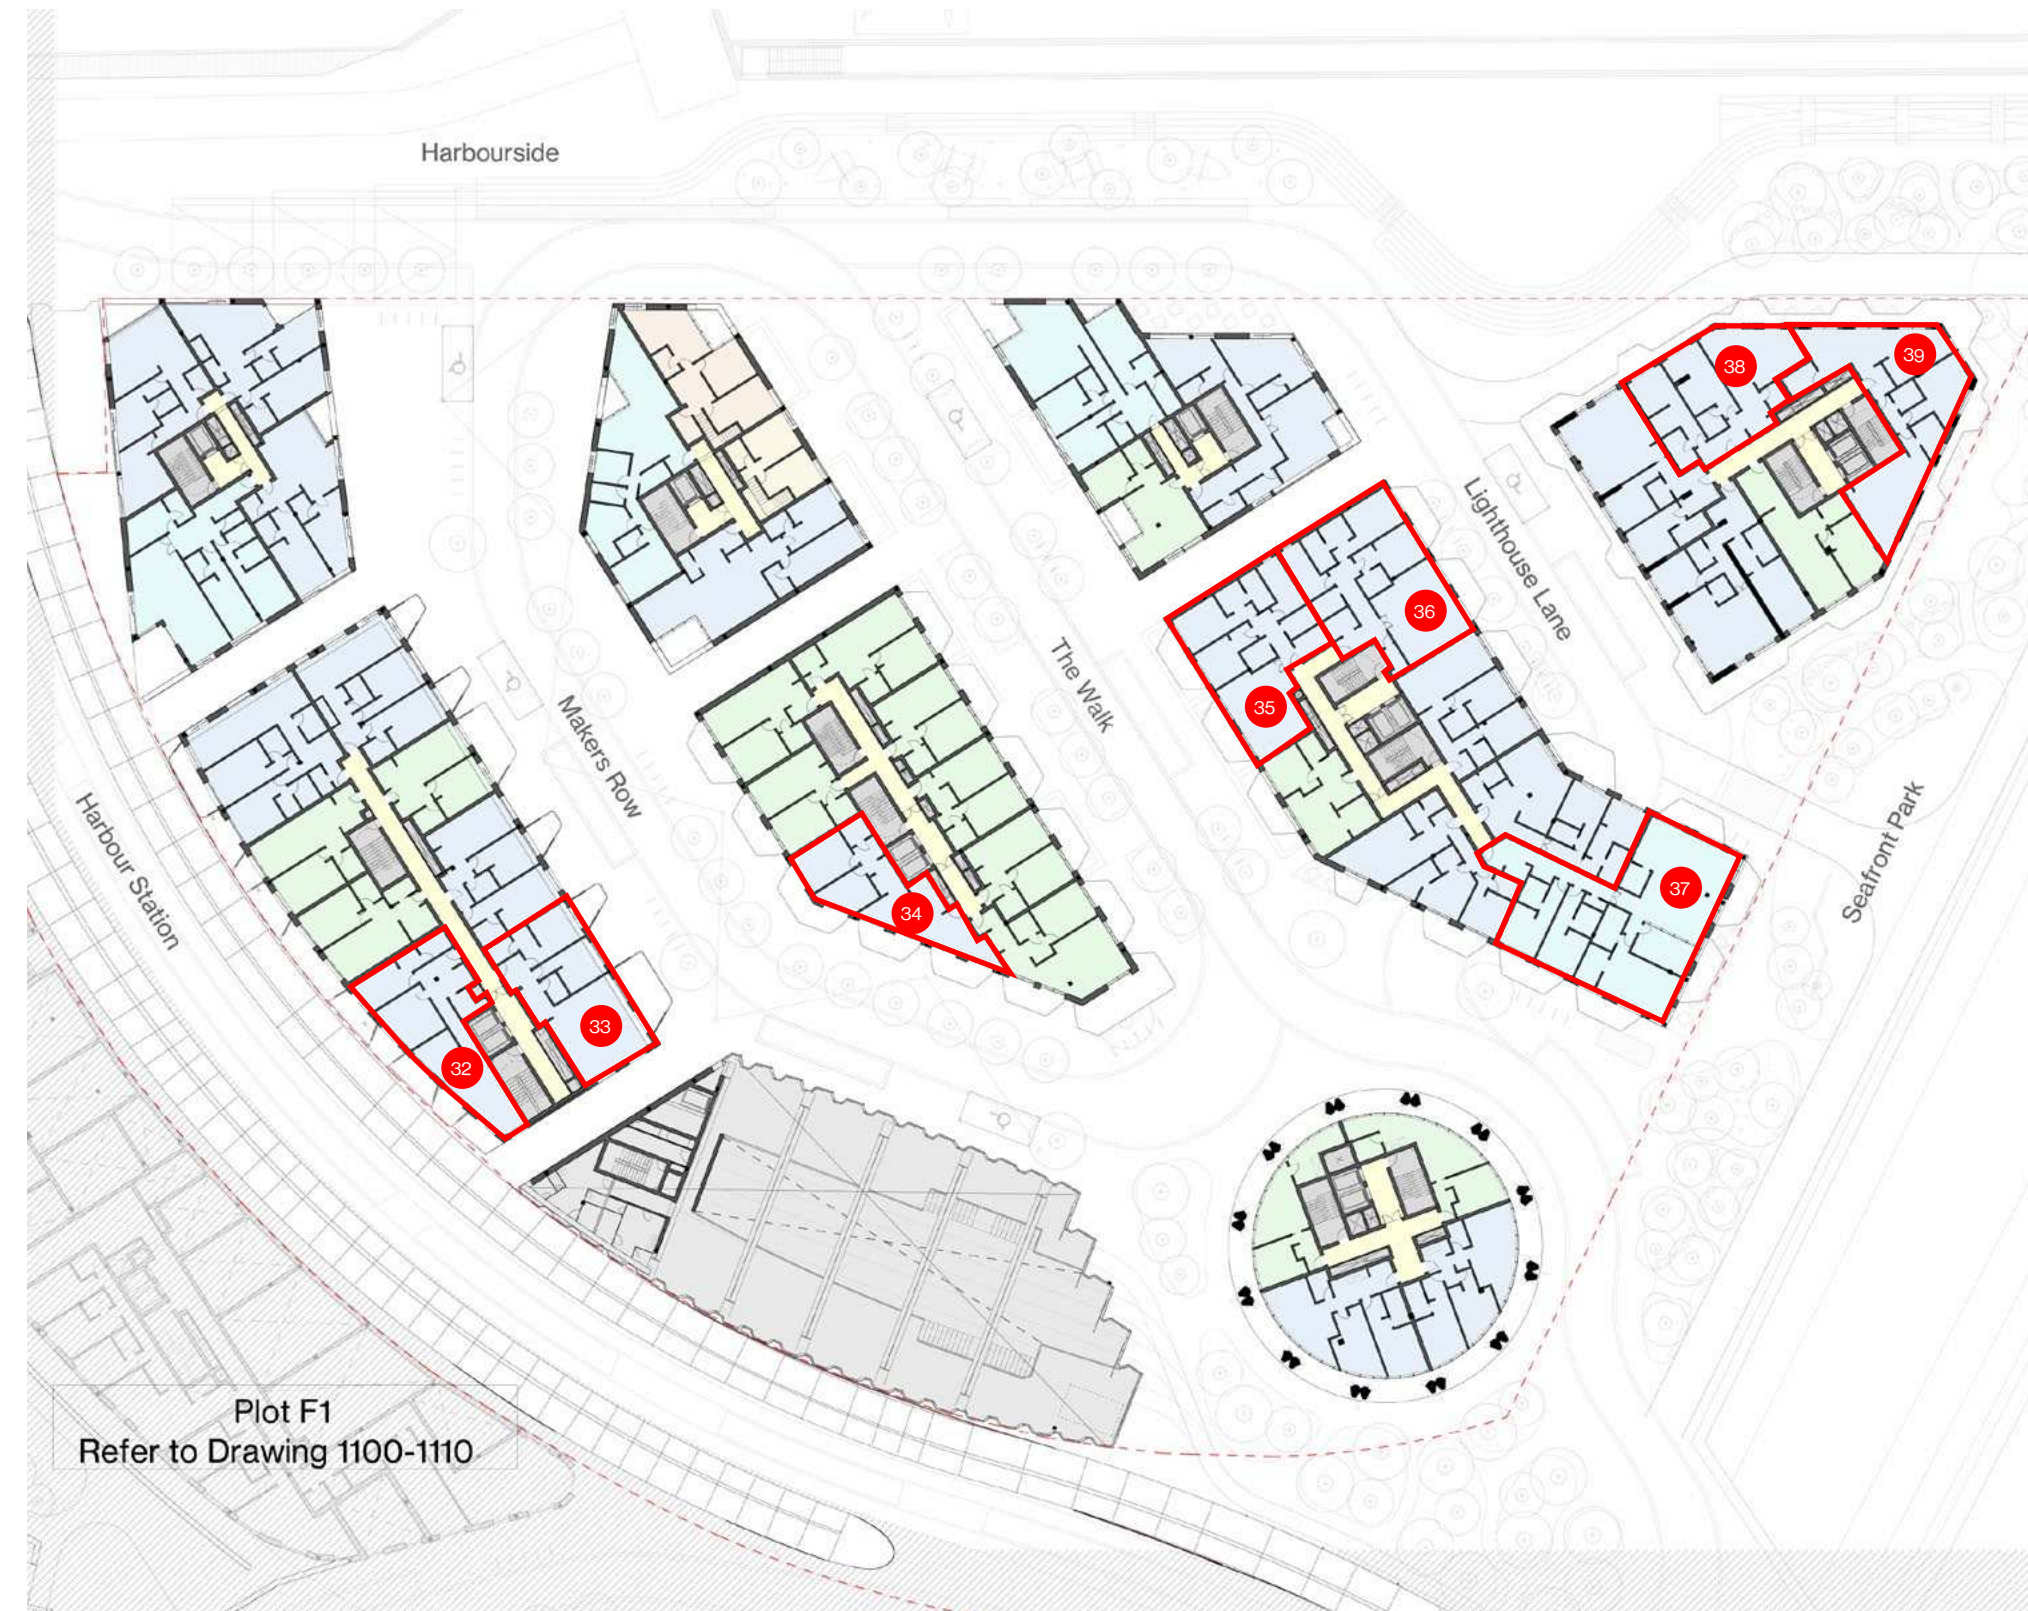 Harbourside
38
39
Lighthouse Lane
36
The Walk
35
Makers Row
Harbour Station
Seafront Park
37
34
33
32
Plot F1
Refer to Drawing 1100-1110